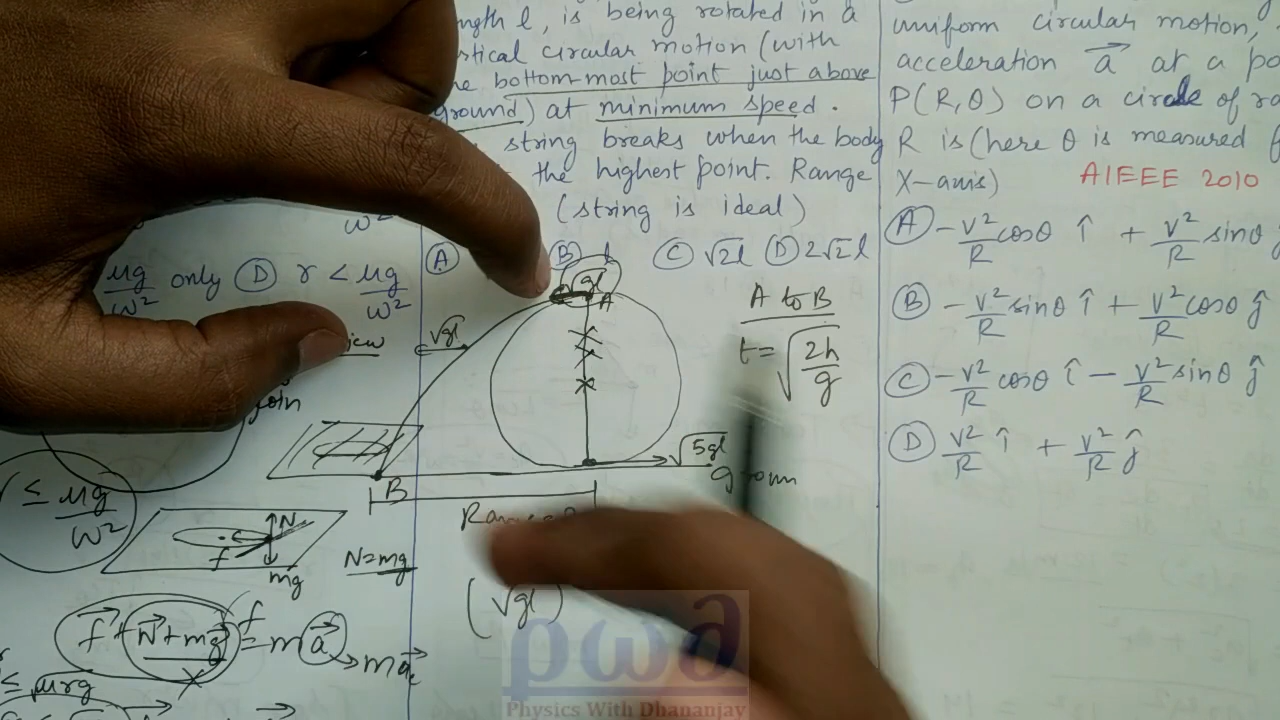 ngth l, is being rotated in a
rtical circular motion (with
he bottom-most point just above
ground) at minimum speed.
string breaks when the body
the highest point. Range
(string is ideal)
Ⓐ Ⓑ l Ⓒ √2l Ⓓ 2√2l
ω²
μg/ω² only Ⓓ r < μg/ω²
√gl
A
A to B
t = √(2h/g)
√gl
√5gl
B
≤ μg/ω²
N
f
mg
N=mg
(√gl)
f⃗ + N⃗ + mg⃗ = ma⃗
f
X
≤ μrg
uniform circular motion,
acceleration a⃗ at a po
P(R,θ) on a circle of ra
R is (here θ is measured f
X-axis) AIEEE 2010
Ⓐ -v²/R cosθ î + v²/R sinθ
Ⓑ -v²/R sinθ î + v²/R cosθ ĵ
Ⓒ -v²/R cosθ î - v²/R sinθ ĵ
Ⓓ v²/R î + v²/R ĵ
pwd
Physics With Dhananjay